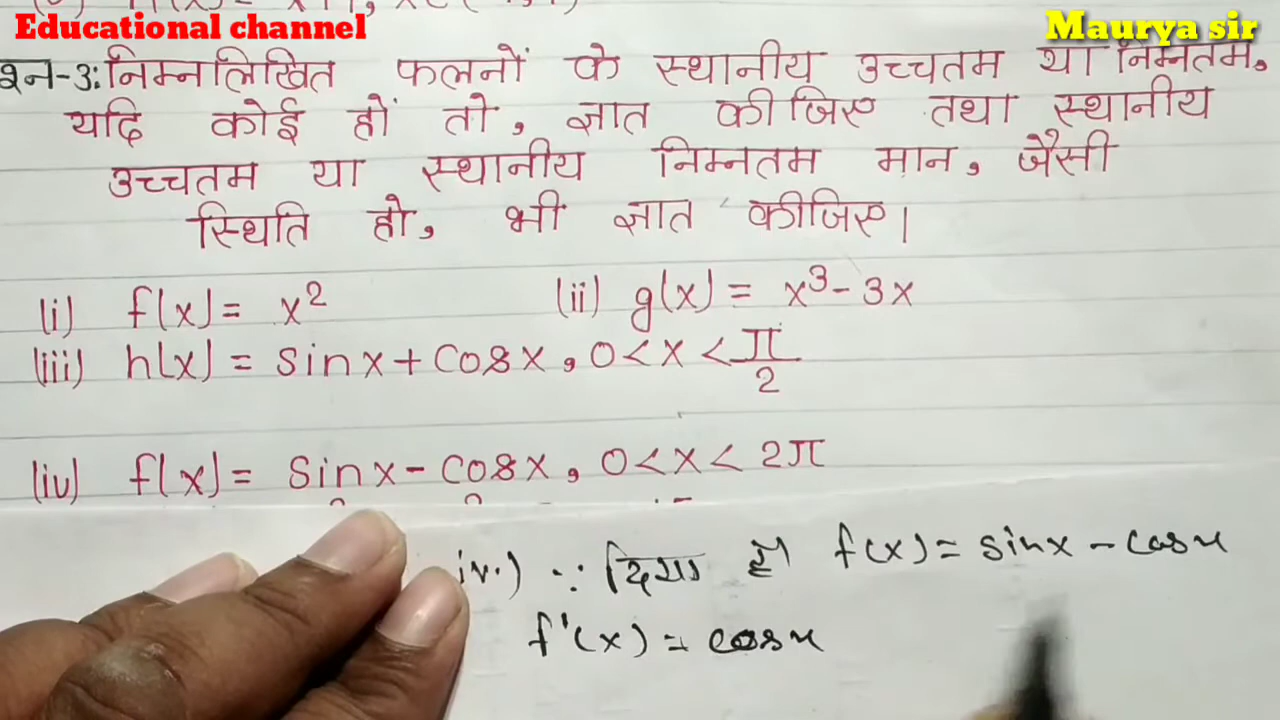 Educational channel
Maurya sir
श्न-3: निम्नलिखित फलनों के स्थानीय उच्चतम या निम्नतम,
यदि कोई हों तो, ज्ञात कीजिए तथा स्थानीय
उच्चतम या स्थानीय निम्नतम मान, जैसी
स्थिति हो, भी ज्ञात कीजिए।
(i) f(x) = x² (ii) g(x) = x³ - 3x
(iii) h(x) = sinx + cosx, 0 < x < π/2
(iv) f(x) = sinx - cosx, 0 < x < 2π
iv.) ∵ दिया है। f(x) = sinx - cosx
f'(x) = cosx